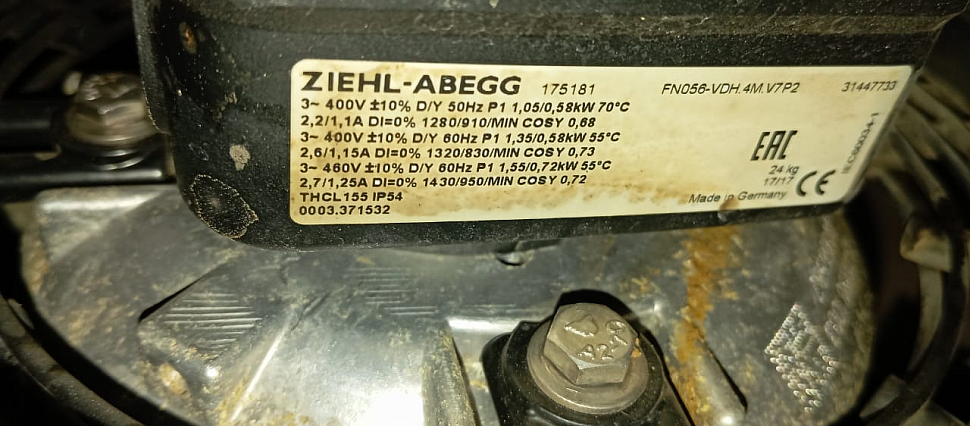 ZIEHL-ABEGG 175181 FN056-VDH.4M.V7P2 31447733
3~ 400V ±10% D/Y 50Hz P1 1,05/0,58kW 70°C
2,2/1,1A DI=0% 1280/910/MIN COSY 0,68
3~ 400V ±10% D/Y 60Hz P1 1,35/0,58kW 55°C
2,6/1,15A DI=0% 1320/830/MIN COSY 0,73
3~ 460V ±10% D/Y 60Hz P1 1,55/0,72kW 55°C
2,7/1,25A DI=0% 1430/950/MIN COSY 0,72
THCL155 IP54
0003.371532
EAC
24 kg
17/17 CE
Made in Germany
IEC60034-1